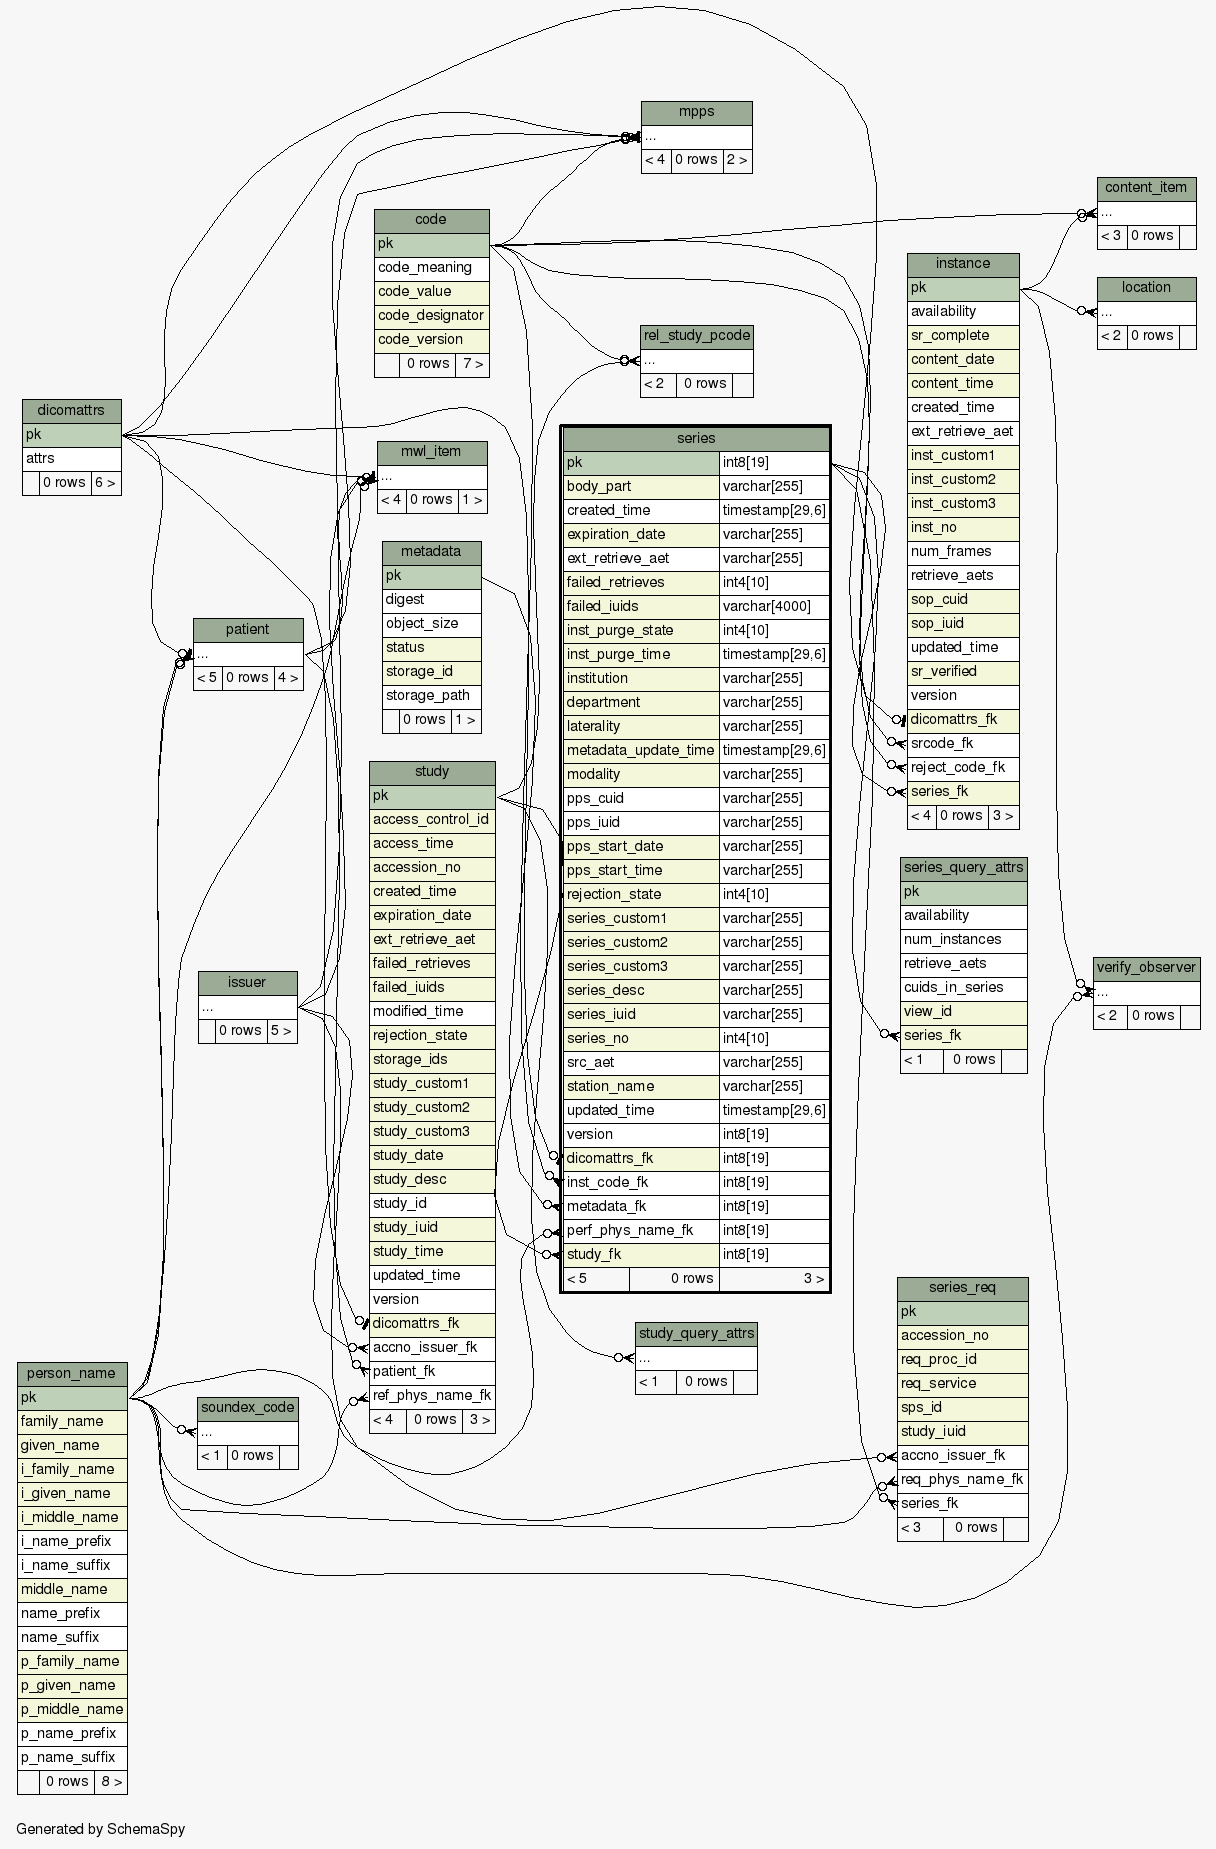 mpps
...
< 4 0 rows 2 >
code
pk
code_meaning
code_value
code_designator
code_version
0 rows 7 >
content_item
...
< 3 0 rows
location
...
< 2 0 rows
instance
pk
availability
sr_complete
content_date
content_time
created_time
ext_retrieve_aet
inst_custom1
inst_custom2
inst_custom3
inst_no
num_frames
retrieve_aets
sop_cuid
sop_iuid
updated_time
sr_verified
version
dicomattrs_fk
srcode_fk
reject_code_fk
series_fk
< 4 0 rows 3 >
rel_study_pcode
...
< 2 0 rows
dicomattrs
pk
attrs
0 rows 6 >
mwl_item
...
< 4 0 rows 1 >
series
pk int8[19]
body_part varchar[255]
created_time timestamp[29,6]
expiration_date varchar[255]
ext_retrieve_aet varchar[255]
failed_retrieves int4[10]
failed_iuids varchar[4000]
inst_purge_state int4[10]
inst_purge_time timestamp[29,6]
institution varchar[255]
department varchar[255]
laterality varchar[255]
metadata_update_time timestamp[29,6]
modality varchar[255]
pps_cuid varchar[255]
pps_iuid varchar[255]
pps_start_date varchar[255]
pps_start_time varchar[255]
rejection_state int4[10]
series_custom1 varchar[255]
series_custom2 varchar[255]
series_custom3 varchar[255]
series_desc varchar[255]
series_iuid varchar[255]
series_no int4[10]
src_aet varchar[255]
station_name varchar[255]
updated_time timestamp[29,6]
version int8[19]
dicomattrs_fk int8[19]
inst_code_fk int8[19]
metadata_fk int8[19]
perf_phys_name_fk int8[19]
study_fk int8[19]
< 5 0 rows 3 >
metadata
pk
digest
object_size
status
storage_id
storage_path
0 rows 1 >
patient
...
< 5 0 rows 4 >
study
pk
access_control_id
access_time
accession_no
created_time
expiration_date
ext_retrieve_aet
failed_retrieves
failed_iuids
modified_time
rejection_state
storage_ids
study_custom1
study_custom2
study_custom3
study_date
study_desc
study_id
study_iuid
study_time
updated_time
version
dicomattrs_fk
accno_issuer_fk
patient_fk
ref_phys_name_fk
< 4 0 rows 3 >
series_query_attrs
pk
availability
num_instances
retrieve_aets
cuids_in_series
view_id
series_fk
< 1 0 rows
verify_observer
...
< 2 0 rows
issuer
...
0 rows 5 >
series_req
pk
accession_no
req_proc_id
req_service
sps_id
study_iuid
accno_issuer_fk
req_phys_name_fk
series_fk
< 3 0 rows
study_query_attrs
...
< 1 0 rows
person_name
pk
family_name
given_name
i_family_name
i_given_name
i_middle_name
i_name_prefix
i_name_suffix
middle_name
name_prefix
name_suffix
p_family_name
p_given_name
p_middle_name
p_name_prefix
p_name_suffix
0 rows 8 >
soundex_code
...
< 1 0 rows
Generated by SchemaSpy